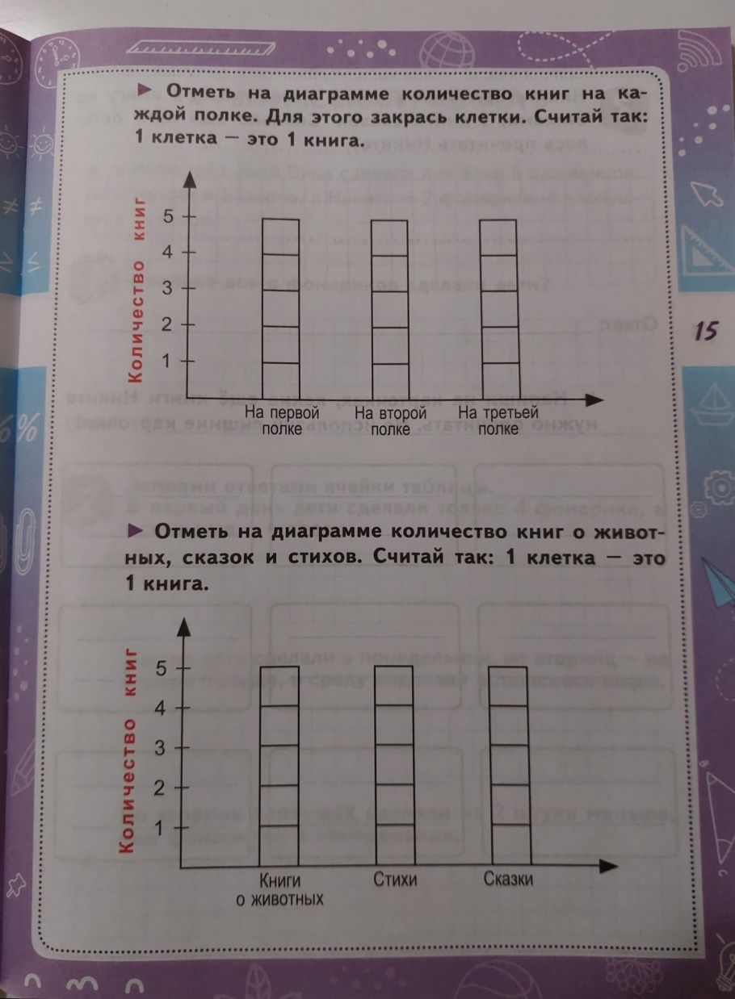 Отметь на диаграмме количество книг на ка-
ждой полке. Для этого закрась клетки. Считай так:
1 клетка — это 1 книга.
Количество книг
5
4
3
2
1
На первой
полке
На второй
полке
На третьей
полке
15
Отметь на диаграмме количество книг о живот-
ных, сказок и стихов. Считай так: 1 клетка — это
1 книга.
Количество книг
5
4
3
2
1
Книги
о животных
Стихи
Сказки